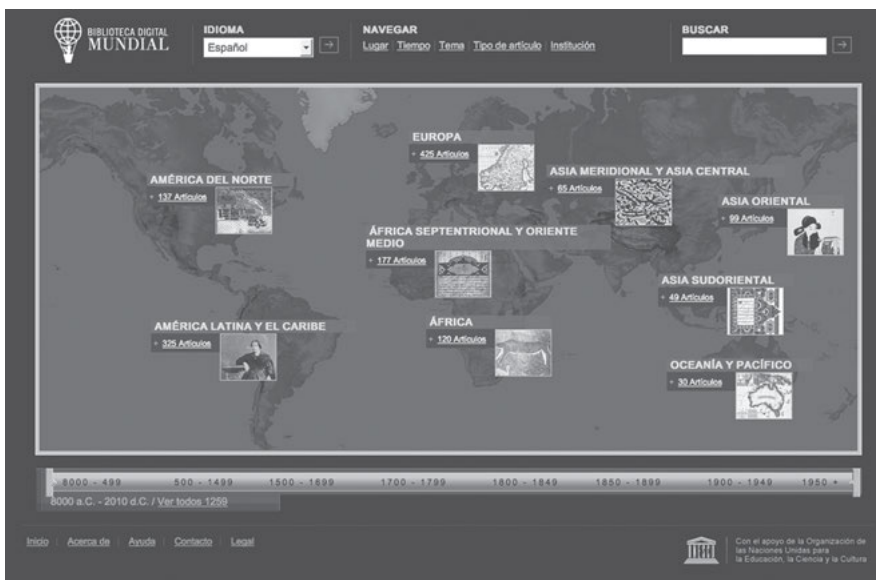 BIBLIOTECA DIGITAL
MUNDIAL
IDIOMA
Español
NAVEGAR
Lugar Tiempo Tema Tipo de artículo Institución
BUSCAR
EUROPA
425 Artículos
AMÉRICA DEL NORTE
137 Artículos
ASIA MERIDIONAL Y ASIA CENTRAL
65 Artículos
ASIA ORIENTAL
99 Artículos
ÁFRICA SEPTENTRIONAL Y ORIENTE
MEDIO
177 Artículos
ASIA SUDORIENTAL
49 Artículos
AMÉRICA LATINA Y EL CARIBE
325 Artículos
ÁFRICA
120 Artículos
OCEANÍA Y PACÍFICO
30 Artículos
8000 - 499 500 - 1499 1500 - 1699 1700 - 1799 1800 - 1849 1850 - 1899 1900 - 1949 1950 +
8000 a.C. - 2010 d.C. / Ver todos 1259
Inicio Acerca de Ayuda Contacto Legal
Con el apoyo de la Organización de
las Naciones Unidas para
la Educación, la Ciencia y la Cultura